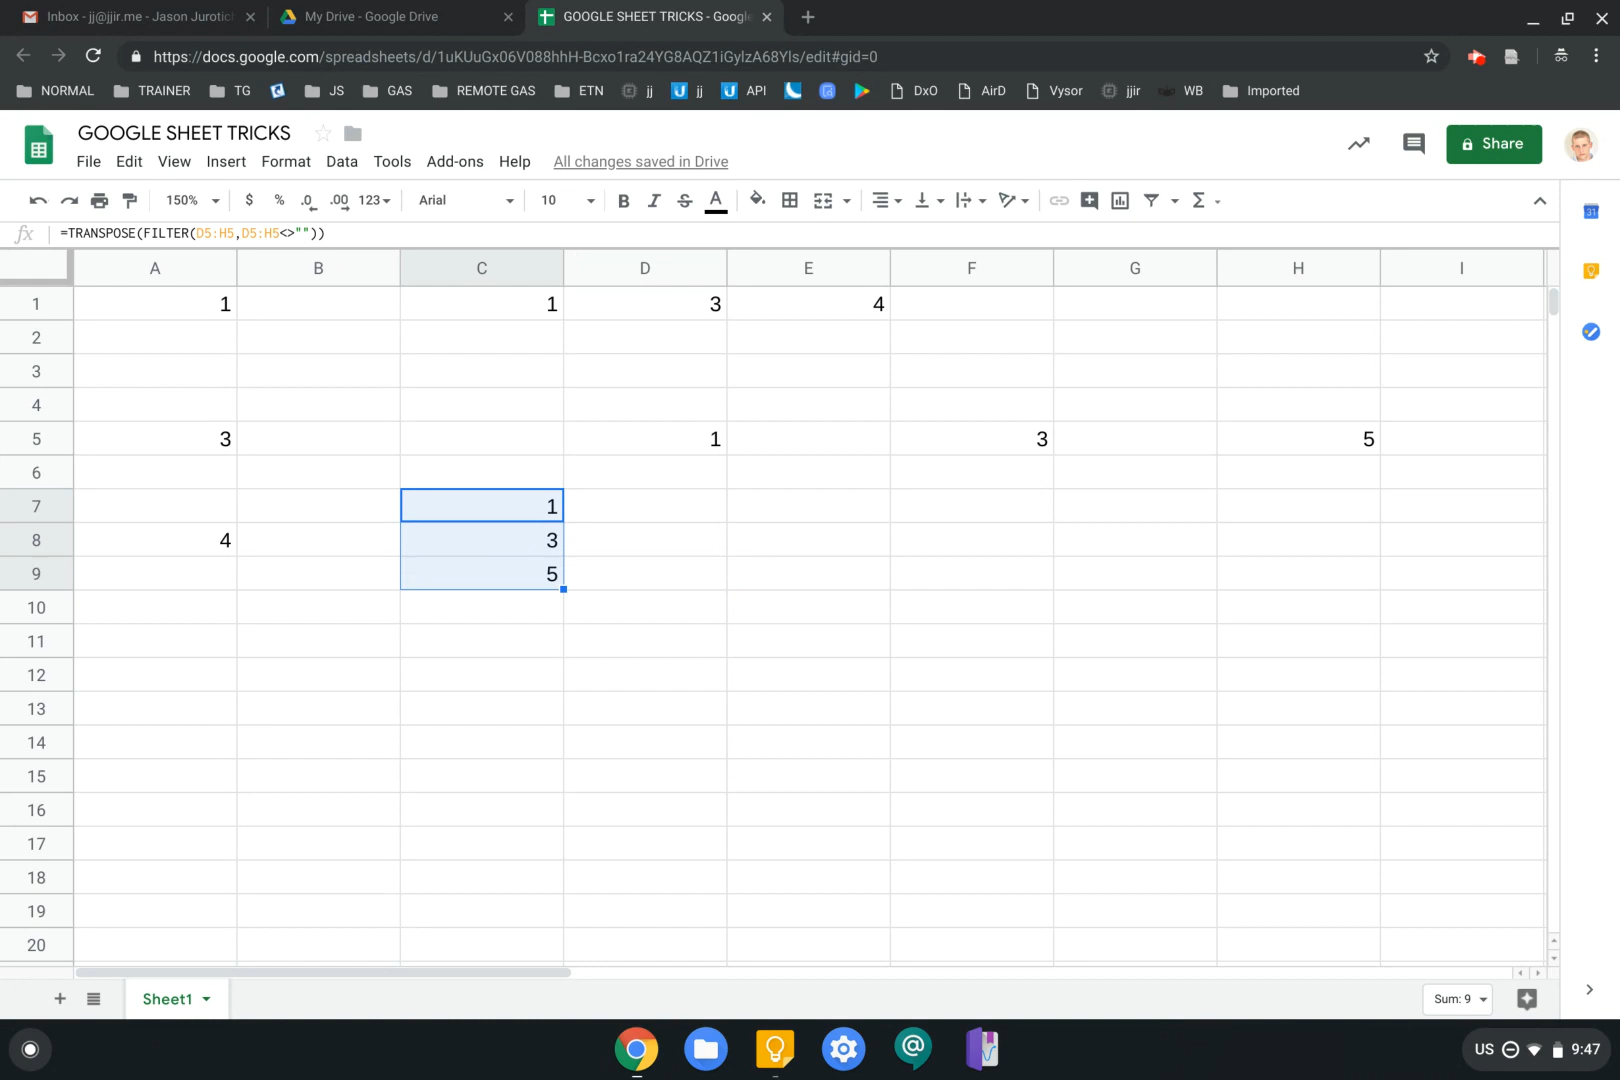 Inbox - jj@jjir.me - Jason Jurotic
My Drive - Google Drive
GOOGLE SHEET TRICKS - Google
https://docs.google.com/spreadsheets/d/1uKUuGx06V088hhH-Bcxo1ra24YG8AQZ1iGylzA68Yls/edit#gid=0
NORMAL TRAINER TG JS GAS REMOTE GAS ETN jj jj API DxO AirD Vysor jjir WB Imported
GOOGLE SHEET TRICKS
File Edit View Insert Format Data Tools Add-ons Help All changes saved in Drive
Share
150% $ % .0 .00 123 Arial 10 B I S A Σ
31
fx =TRANSPOSE(FILTER(D5:H5,D5:H5<>""))
A B C D E F G H I
1 1 1 3 4
2
3
4
5 3 1 3 5
6
7 1
8 4 3
9 5
10
11
12
13
14
15
16
17
18
19
20
+ Sheet1 Sum: 9
@ US 9:47